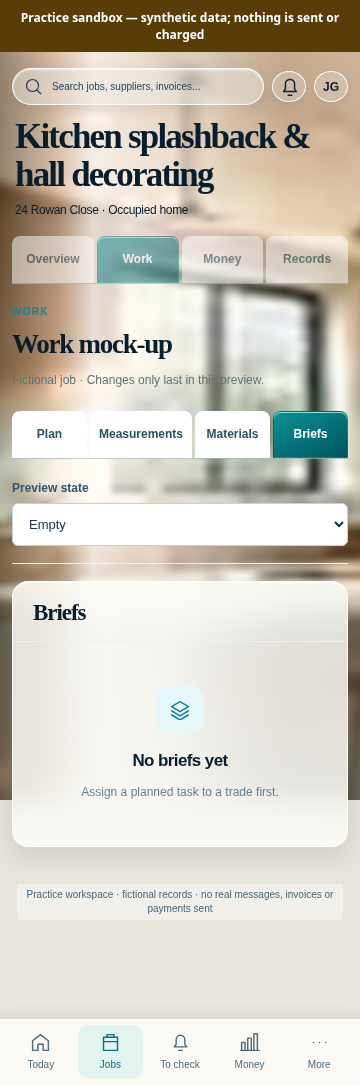 Practice sandbox — synthetic data; nothing is sent or
charged
Search jobs, suppliers, invoices...
JG
Kitchen splashback &
hall decorating
24 Rowan Close · Occupied home
Overview
Work
Money
Records
WORK
Work mock-up
Fictional job · Changes only last in this preview.
Plan
Measurements
Materials
Briefs
Preview state
Empty
Briefs
No briefs yet
Assign a planned task to a trade first.
Practice workspace · fictional records · no real messages, invoices or
payments sent
Today
Jobs
To check
Money
More